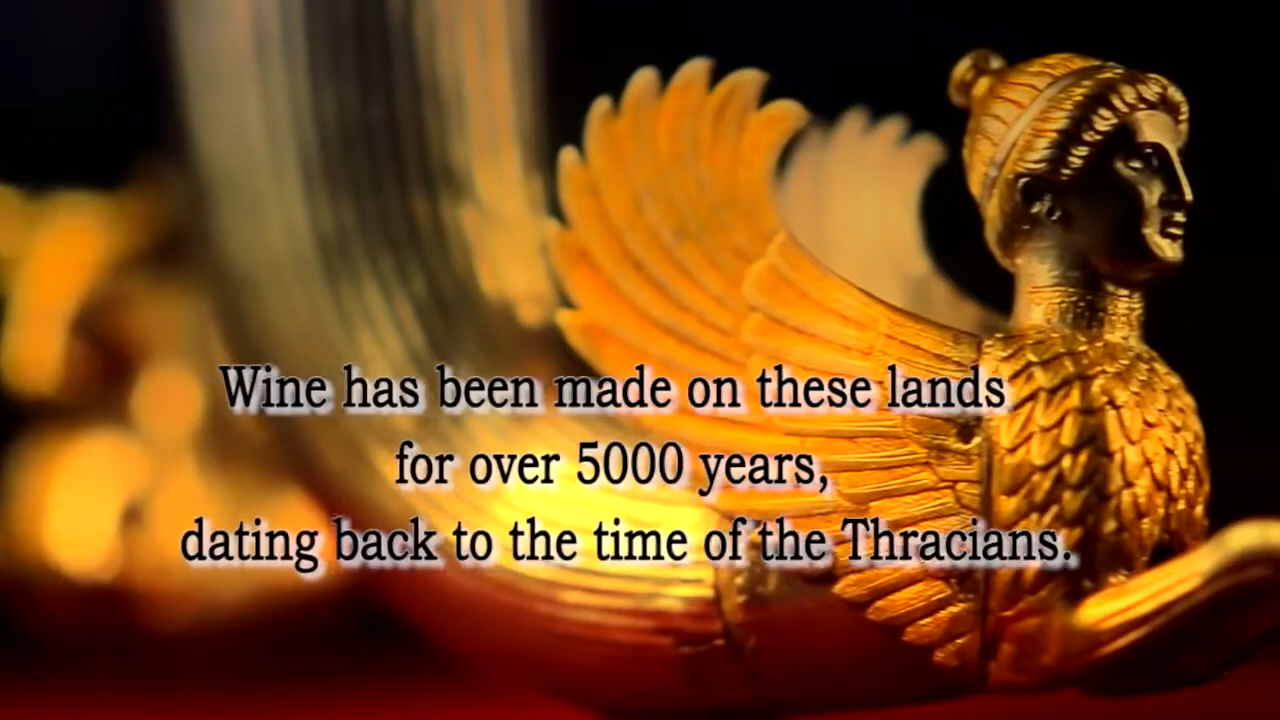 Wine has been made on these lands
for over 5000 years,
dating back to the time of the Thracians.